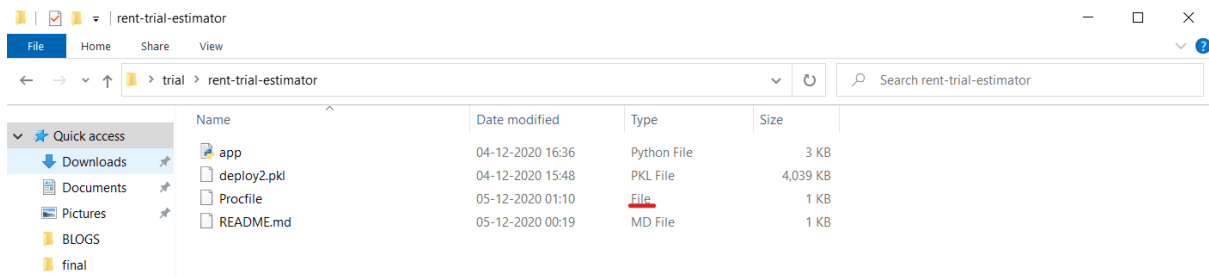 rent-trial-estimator
File Home Share View
trial rent-trial-estimator Search rent-trial-estimator
Name Date modified Type Size
Quick access
app 04-12-2020 16:36 Python File 3 KB
Downloads
deploy2.pkl 04-12-2020 15:48 PKL File 4,039 KB
Documents
Procfile 05-12-2020 01:10 File 1 KB
Pictures
README.md 05-12-2020 00:19 MD File 1 KB
BLOGS
final